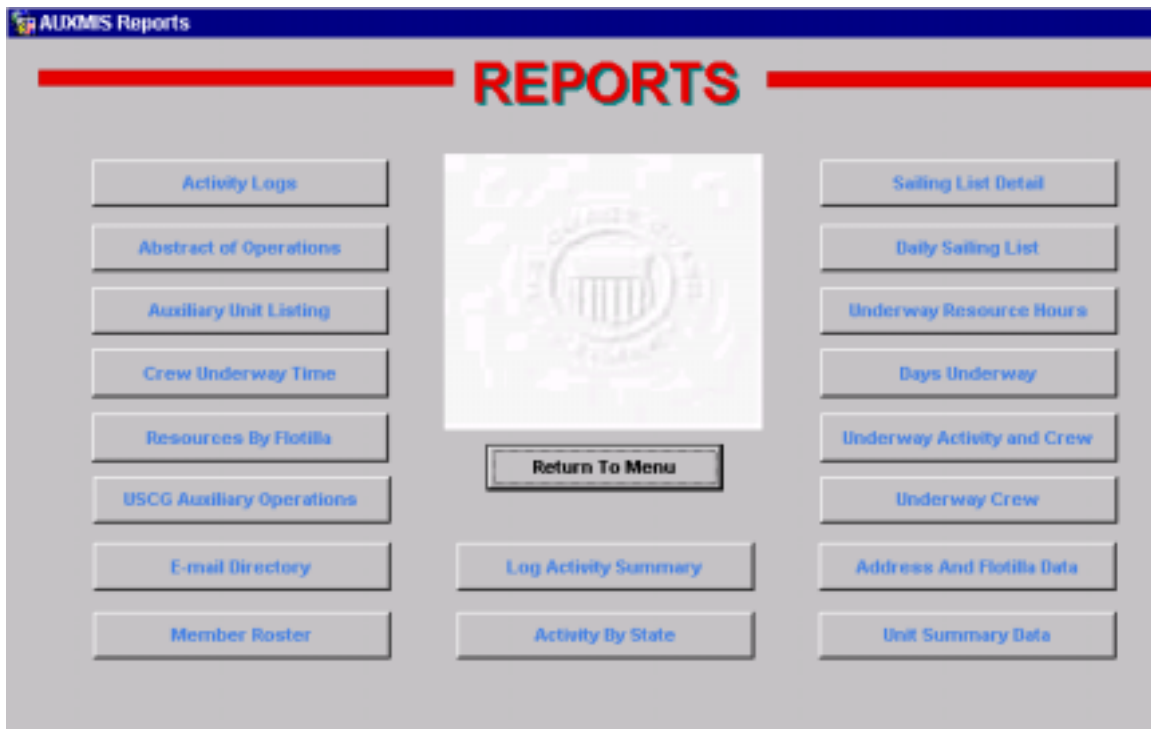 AUXMIS Reports
REPORTS
Activity Logs
Abstract of Operations
Auxiliary Unit Listing
Crew Underway Time
Resources By Flotilla
USCG Auxiliary Operations
E-mail Directory
Member Roster
Return To Menu
Log Activity Summary
Activity By State
Sailing List Detail
Daily Sailing List
Underway Resource Hours
Days Underway
Underway Activity and Crew
Underway Crew
Address And Flotilla Data
Unit Summary Data